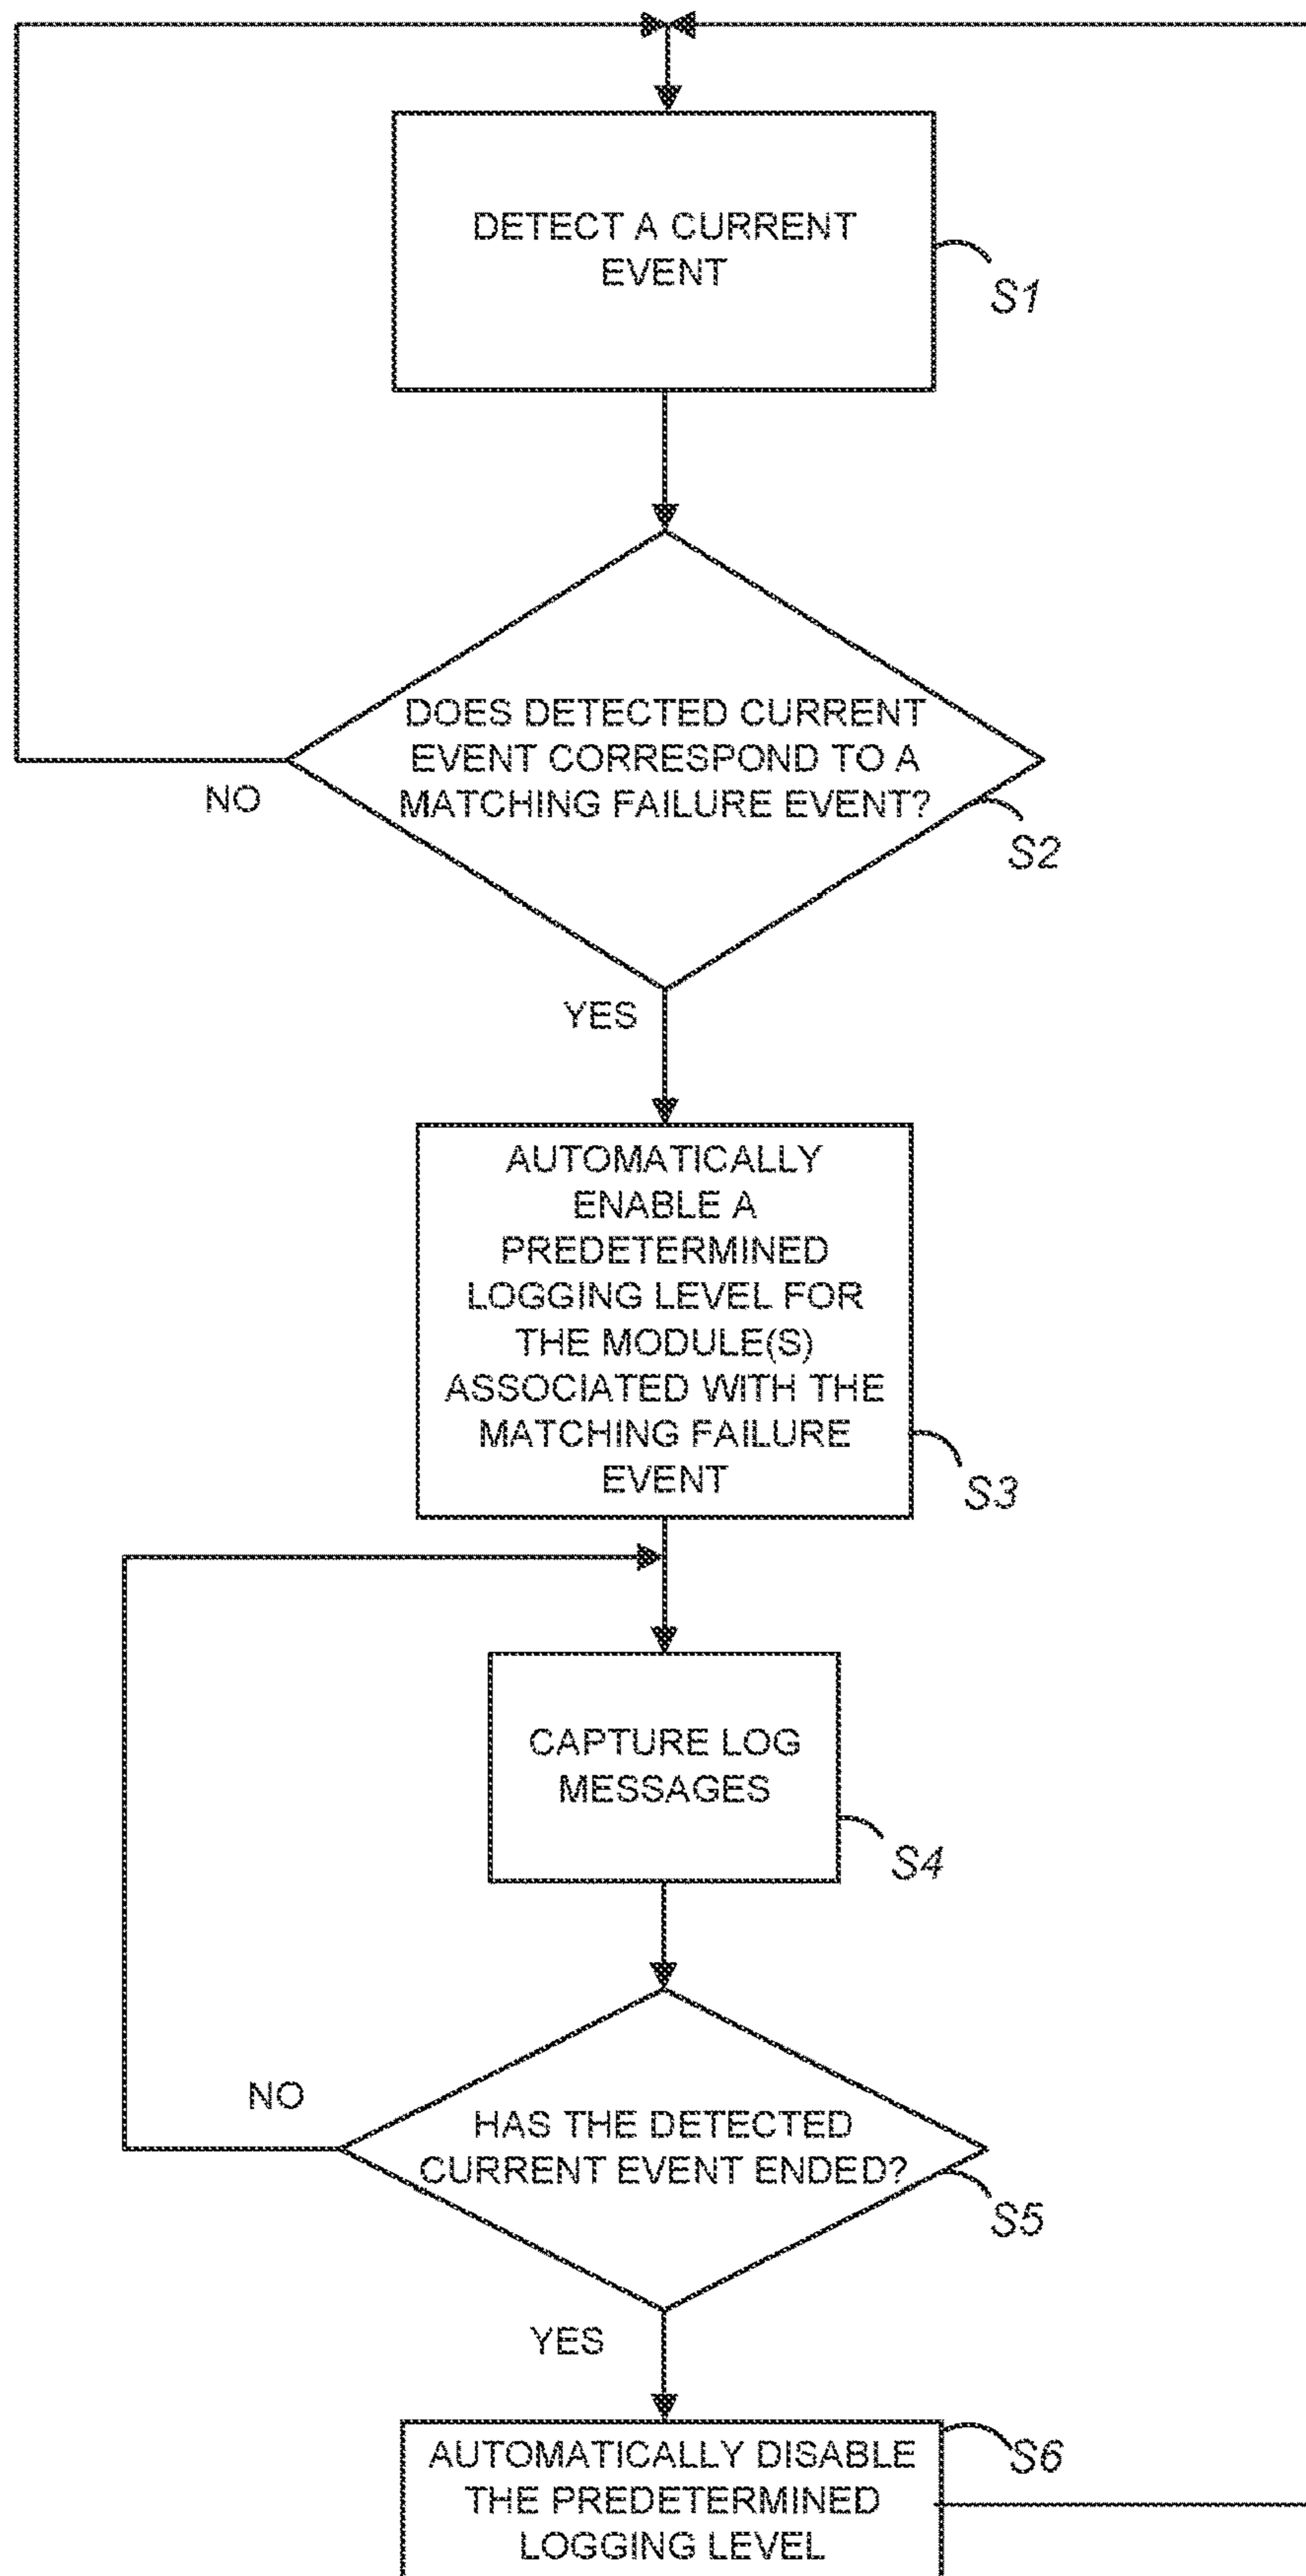 DETECT A CURRENT
EVENT
S1
DOES DETECTED CURRENT
EVENT CORRESPOND TO A
MATCHING FAILURE EVENT?
NO
S2
YES
AUTOMATICALLY
ENABLE A
PREDETERMINED
LOGGING LEVEL FOR
THE MODULE(S)
ASSOCIATED WITH THE
MATCHING FAILURE
EVENT
S3
CAPTURE LOG
MESSAGES
S4
NO
HAS THE DETECTED
CURRENT EVENT ENDED?
S5
YES
S6
AUTOMATICALLY DISABLE
THE PREDETERMINED
LOGGING LEVEL